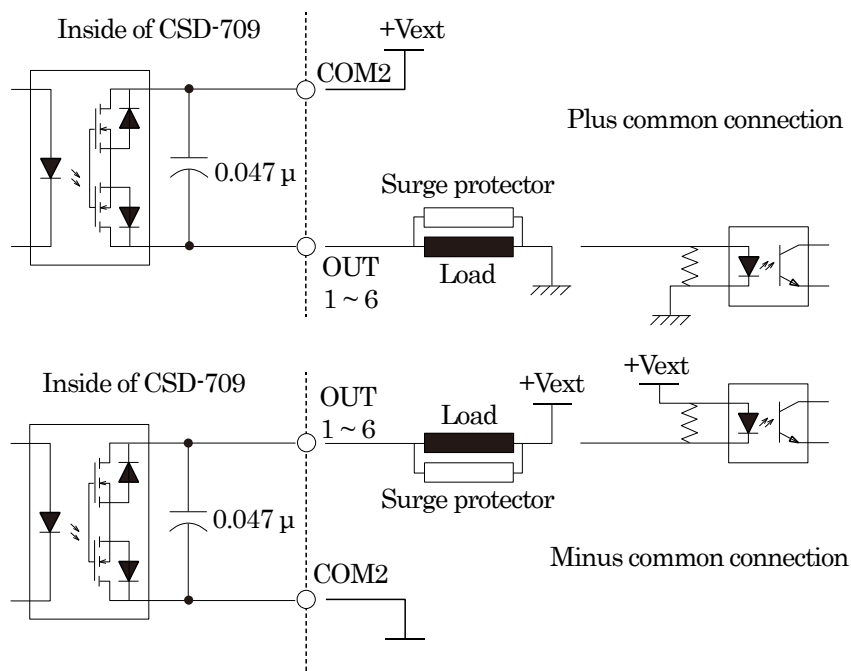 Inside of CSD-709
+Vext
COM2
Plus common connection
0.047 µ
Surge protector
Load
OUT
1 ~ 6
Inside of CSD-709
OUT
1 ~ 6
Load
+Vext
+Vext
0.047 µ
Surge protector
Minus common connection
COM2